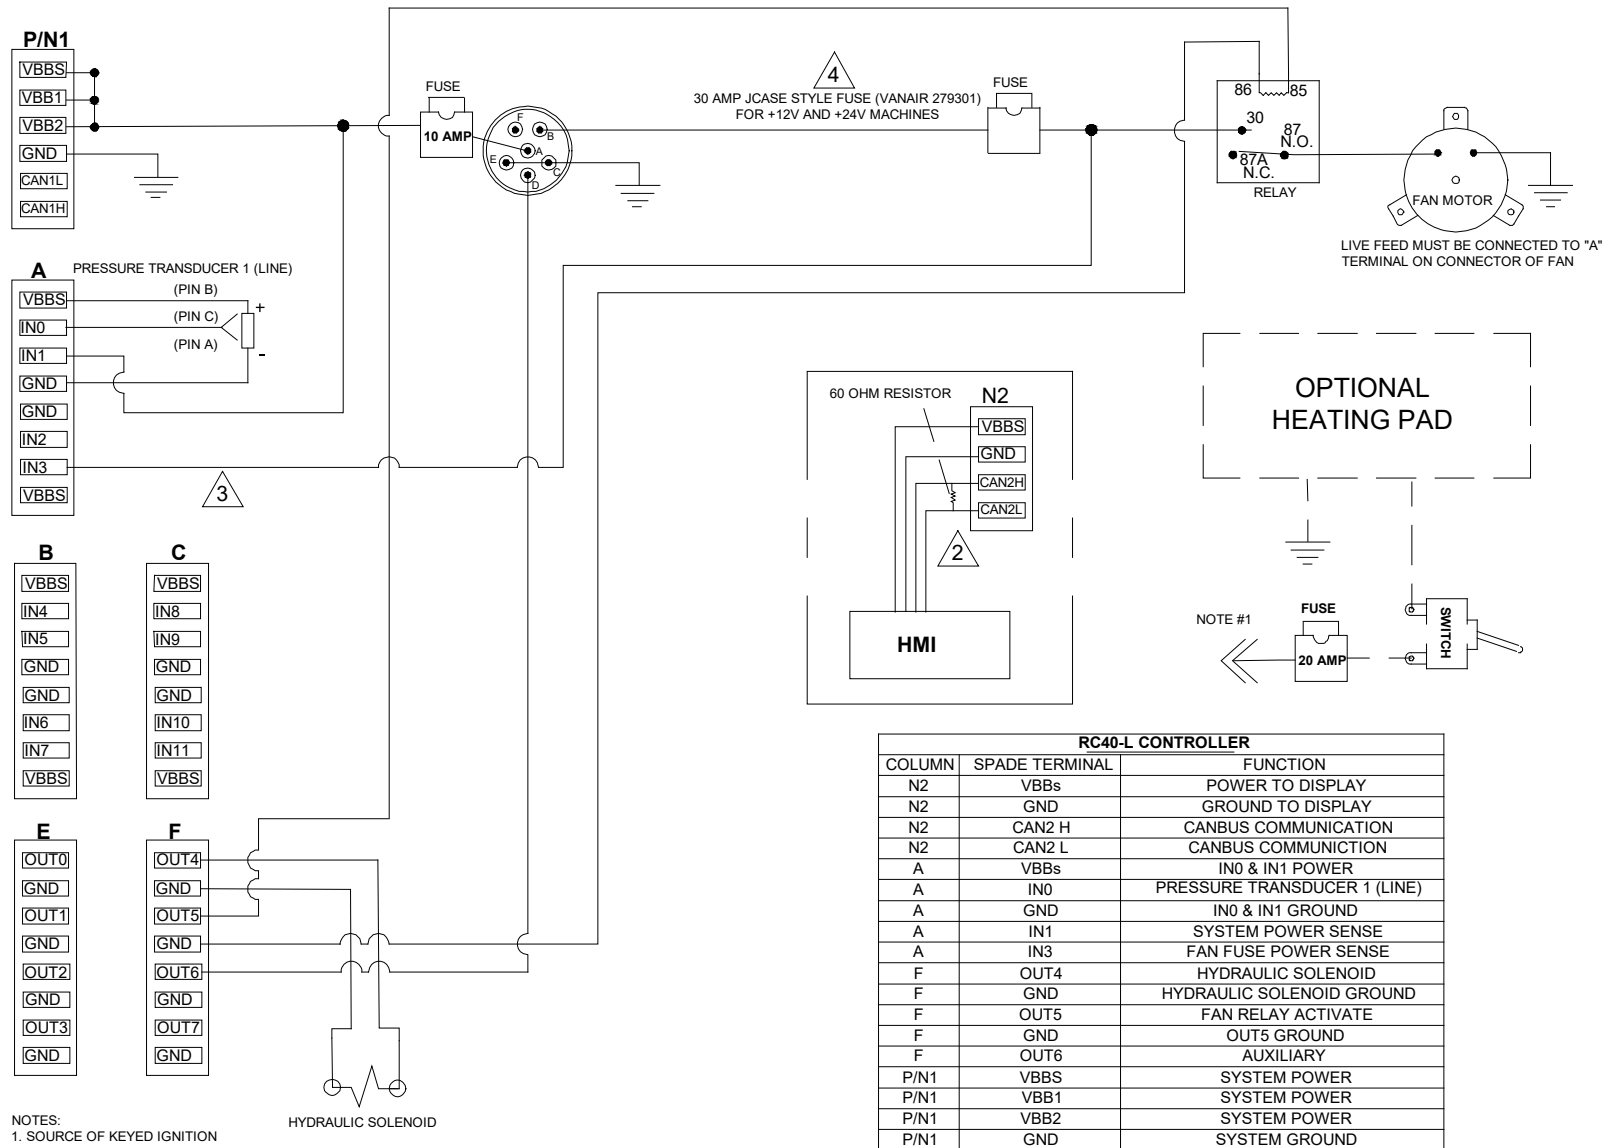 P/N1
VBBS
VBB1
VBB2
GND
CAN1L
CAN1H
FUSE
10 AMP
F
B
A
E
C
D
4
30 AMP JCASE STYLE FUSE (VANAIR 279301)
FOR +12V AND +24V MACHINES
FUSE
86
85
30
87
N.O.
87A
N.C.
RELAY
FAN MOTOR
LIVE FEED MUST BE CONNECTED TO "A"
TERMINAL ON CONNECTOR OF FAN
A
PRESSURE TRANSDUCER 1 (LINE)
VBBS
(PIN B)
+
IN0
(PIN C)
(PIN A)
-
IN1
GND
GND
IN2
IN3
VBBS
3
60 OHM RESISTOR
N2
VBBS
GND
CAN2H
CAN2L
2
HMI
OPTIONAL
HEATING PAD
NOTE #1
FUSE
20 AMP
SWITCH
B
VBBS
IN4
IN5
GND
GND
IN6
IN7
VBBS
C
VBBS
IN8
IN9
GND
GND
IN10
IN11
VBBS
E
OUT0
GND
OUT1
GND
OUT2
GND
OUT3
GND
F
OUT4
GND
OUT5
GND
OUT6
GND
OUT7
GND
HYDRAULIC SOLENOID
RC40-L CONTROLLER
COLUMN SPADE TERMINAL FUNCTION
N2 VBBs POWER TO DISPLAY
N2 GND GROUND TO DISPLAY
N2 CAN2 H CANBUS COMMUNICATION
N2 CAN2 L CANBUS COMMUNICTION
A VBBs IN0 & IN1 POWER
A IN0 PRESSURE TRANSDUCER 1 (LINE)
A GND IN0 & IN1 GROUND
A IN1 SYSTEM POWER SENSE
A IN3 FAN FUSE POWER SENSE
F OUT4 HYDRAULIC SOLENOID
F GND HYDRAULIC SOLENOID GROUND
F OUT5 FAN RELAY ACTIVATE
F GND OUT5 GROUND
F OUT6 AUXILIARY
P/N1 VBBS SYSTEM POWER
P/N1 VBB1 SYSTEM POWER
P/N1 VBB2 SYSTEM POWER
P/N1 GND SYSTEM GROUND
NOTES:
1. SOURCE OF KEYED IGNITION